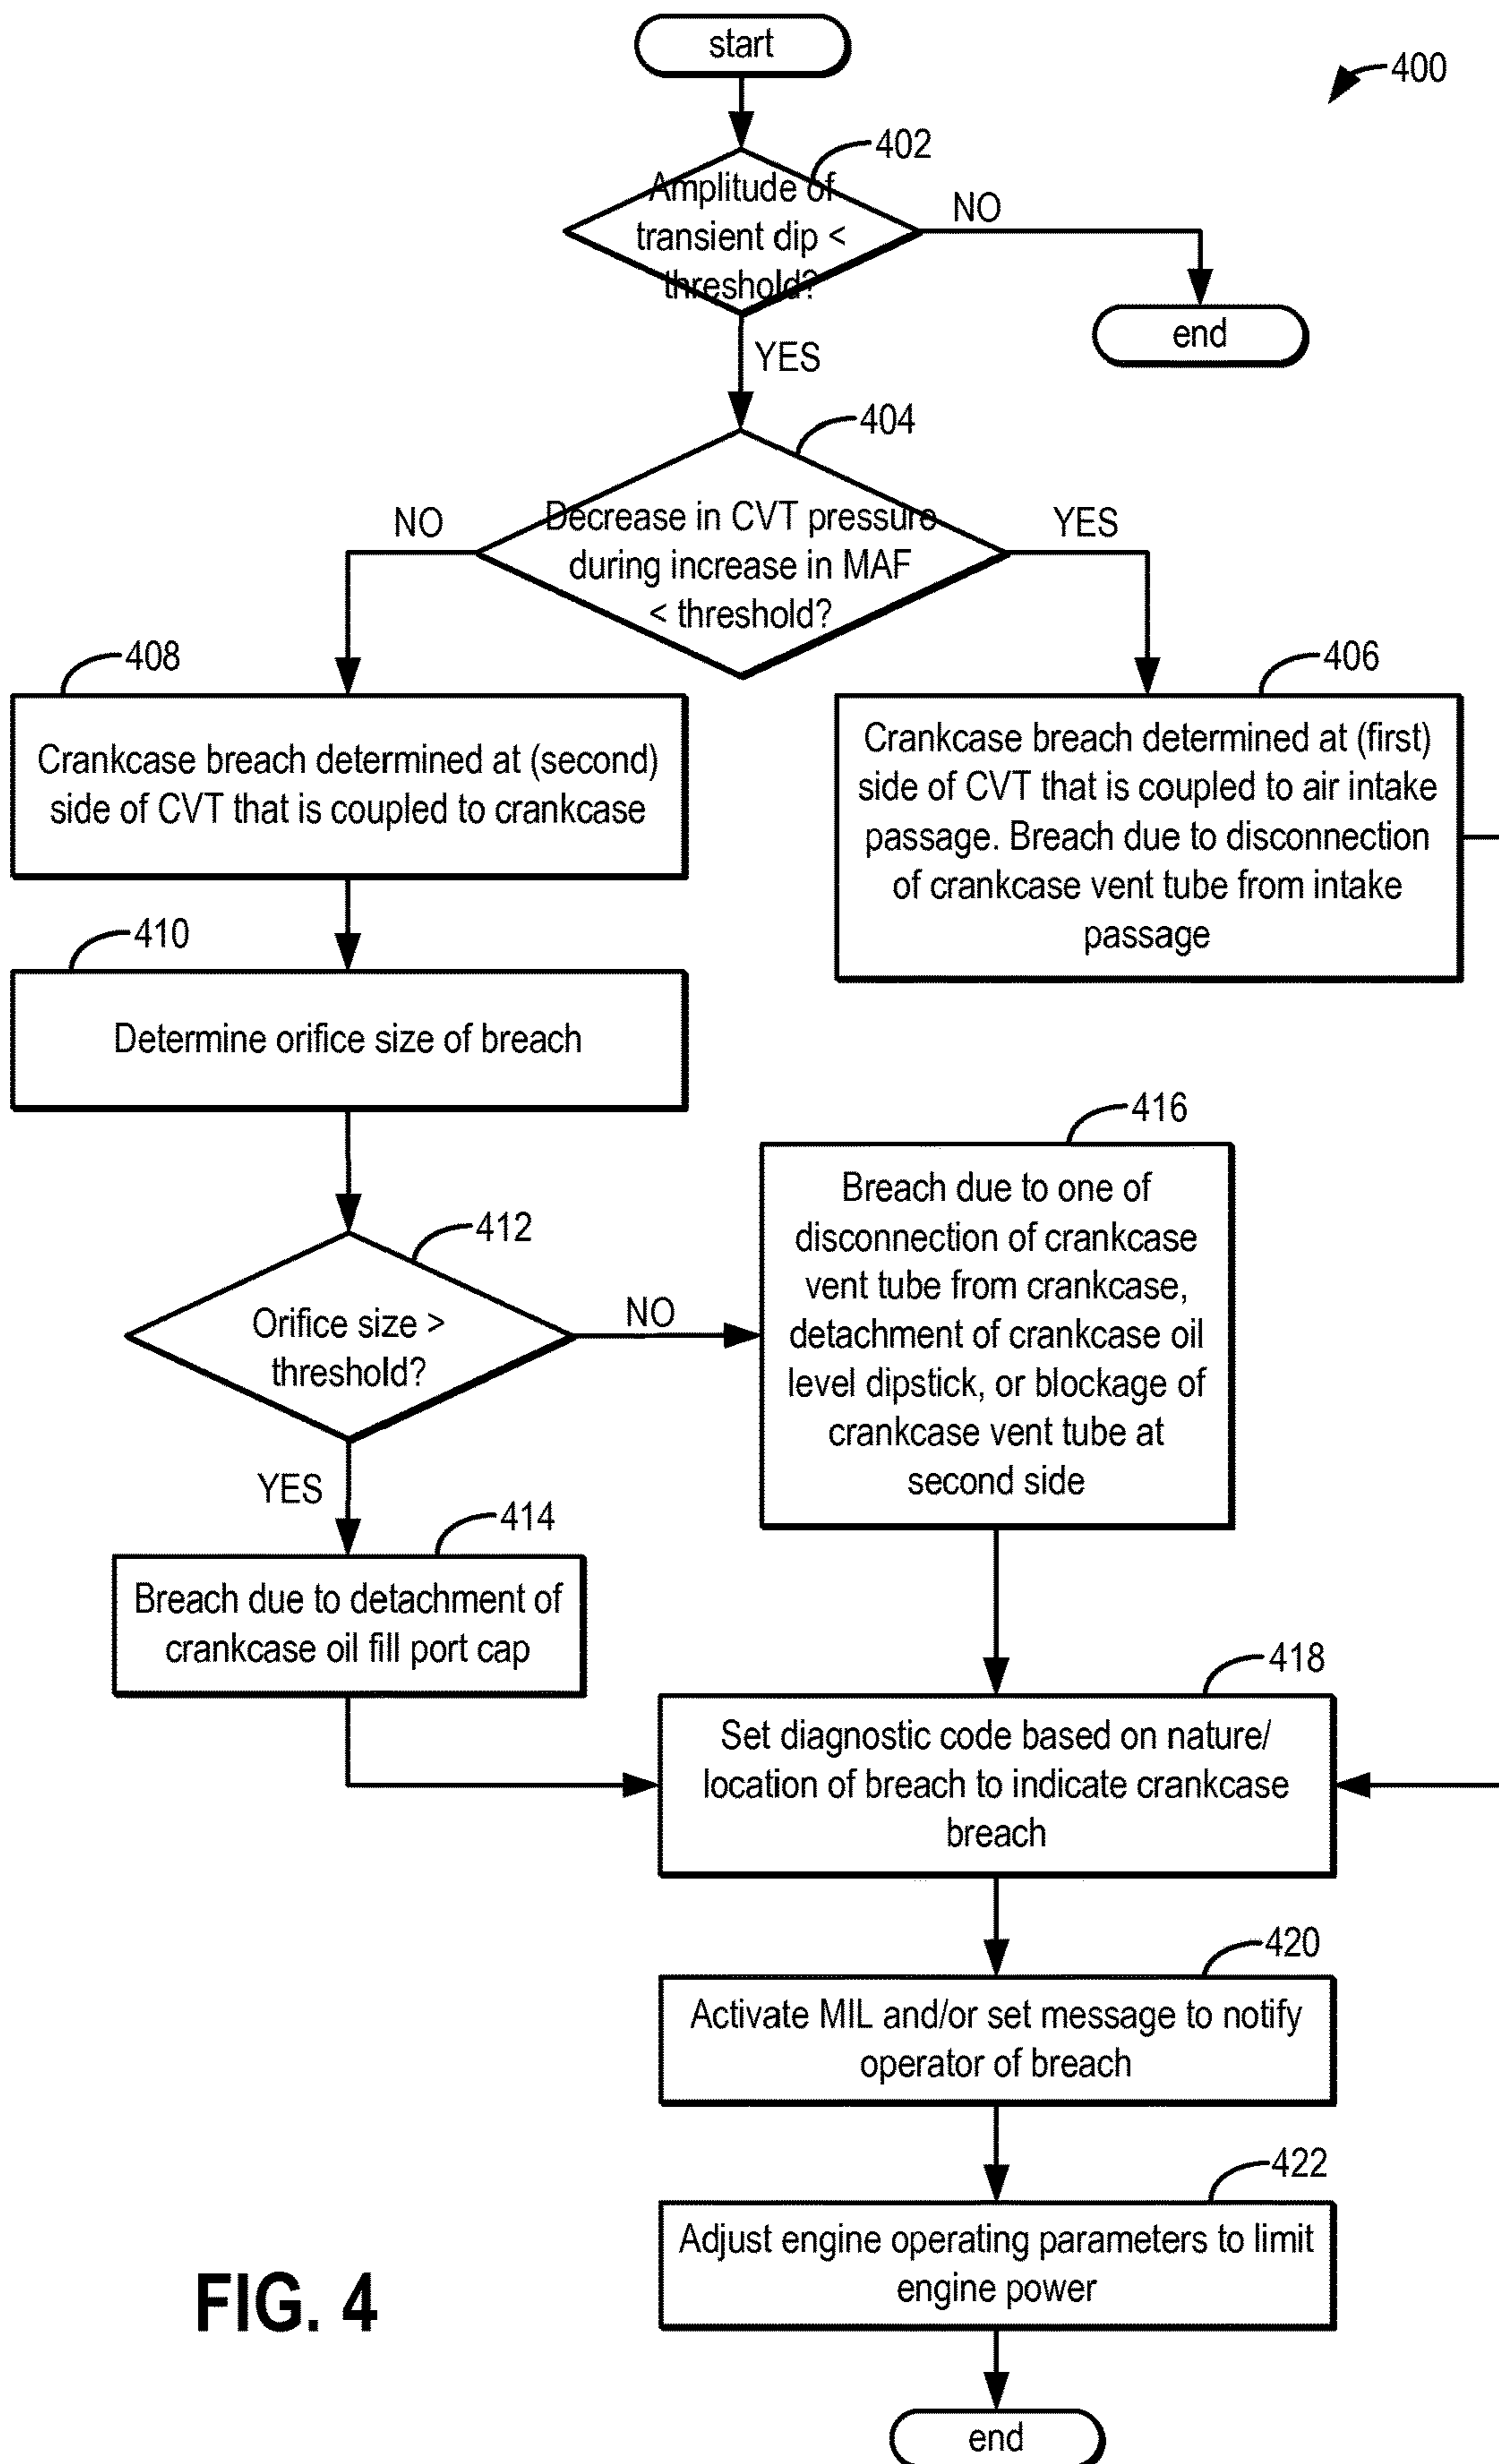 start
400
402
Amplitude of
transient dip <
threshold?
NO
end
YES
404
Decrease in CVT pressure
during increase in MAF
< threshold?
NO
YES
408
Crankcase breach determined at (second)
side of CVT that is coupled to crankcase
406
Crankcase breach determined at (first)
side of CVT that is coupled to air intake
passage. Breach due to disconnection
of crankcase vent tube from intake
passage
410
Determine orifice size of breach
412
Orifice size >
threshold?
NO
YES
416
Breach due to one of
disconnection of crankcase
vent tube from crankcase,
detachment of crankcase oil
level dipstick, or blockage of
crankcase vent tube at
second side
414
Breach due to detachment of
crankcase oil fill port cap
418
Set diagnostic code based on nature/
location of breach to indicate crankcase
breach
420
Activate MIL and/or set message to notify
operator of breach
422
Adjust engine operating parameters to limit
engine power
FIG. 4
end